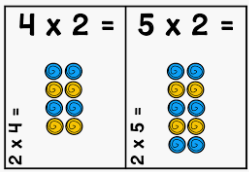 4 x 2 =
2 x 4 =
5 x 2 =
2 x 5 =